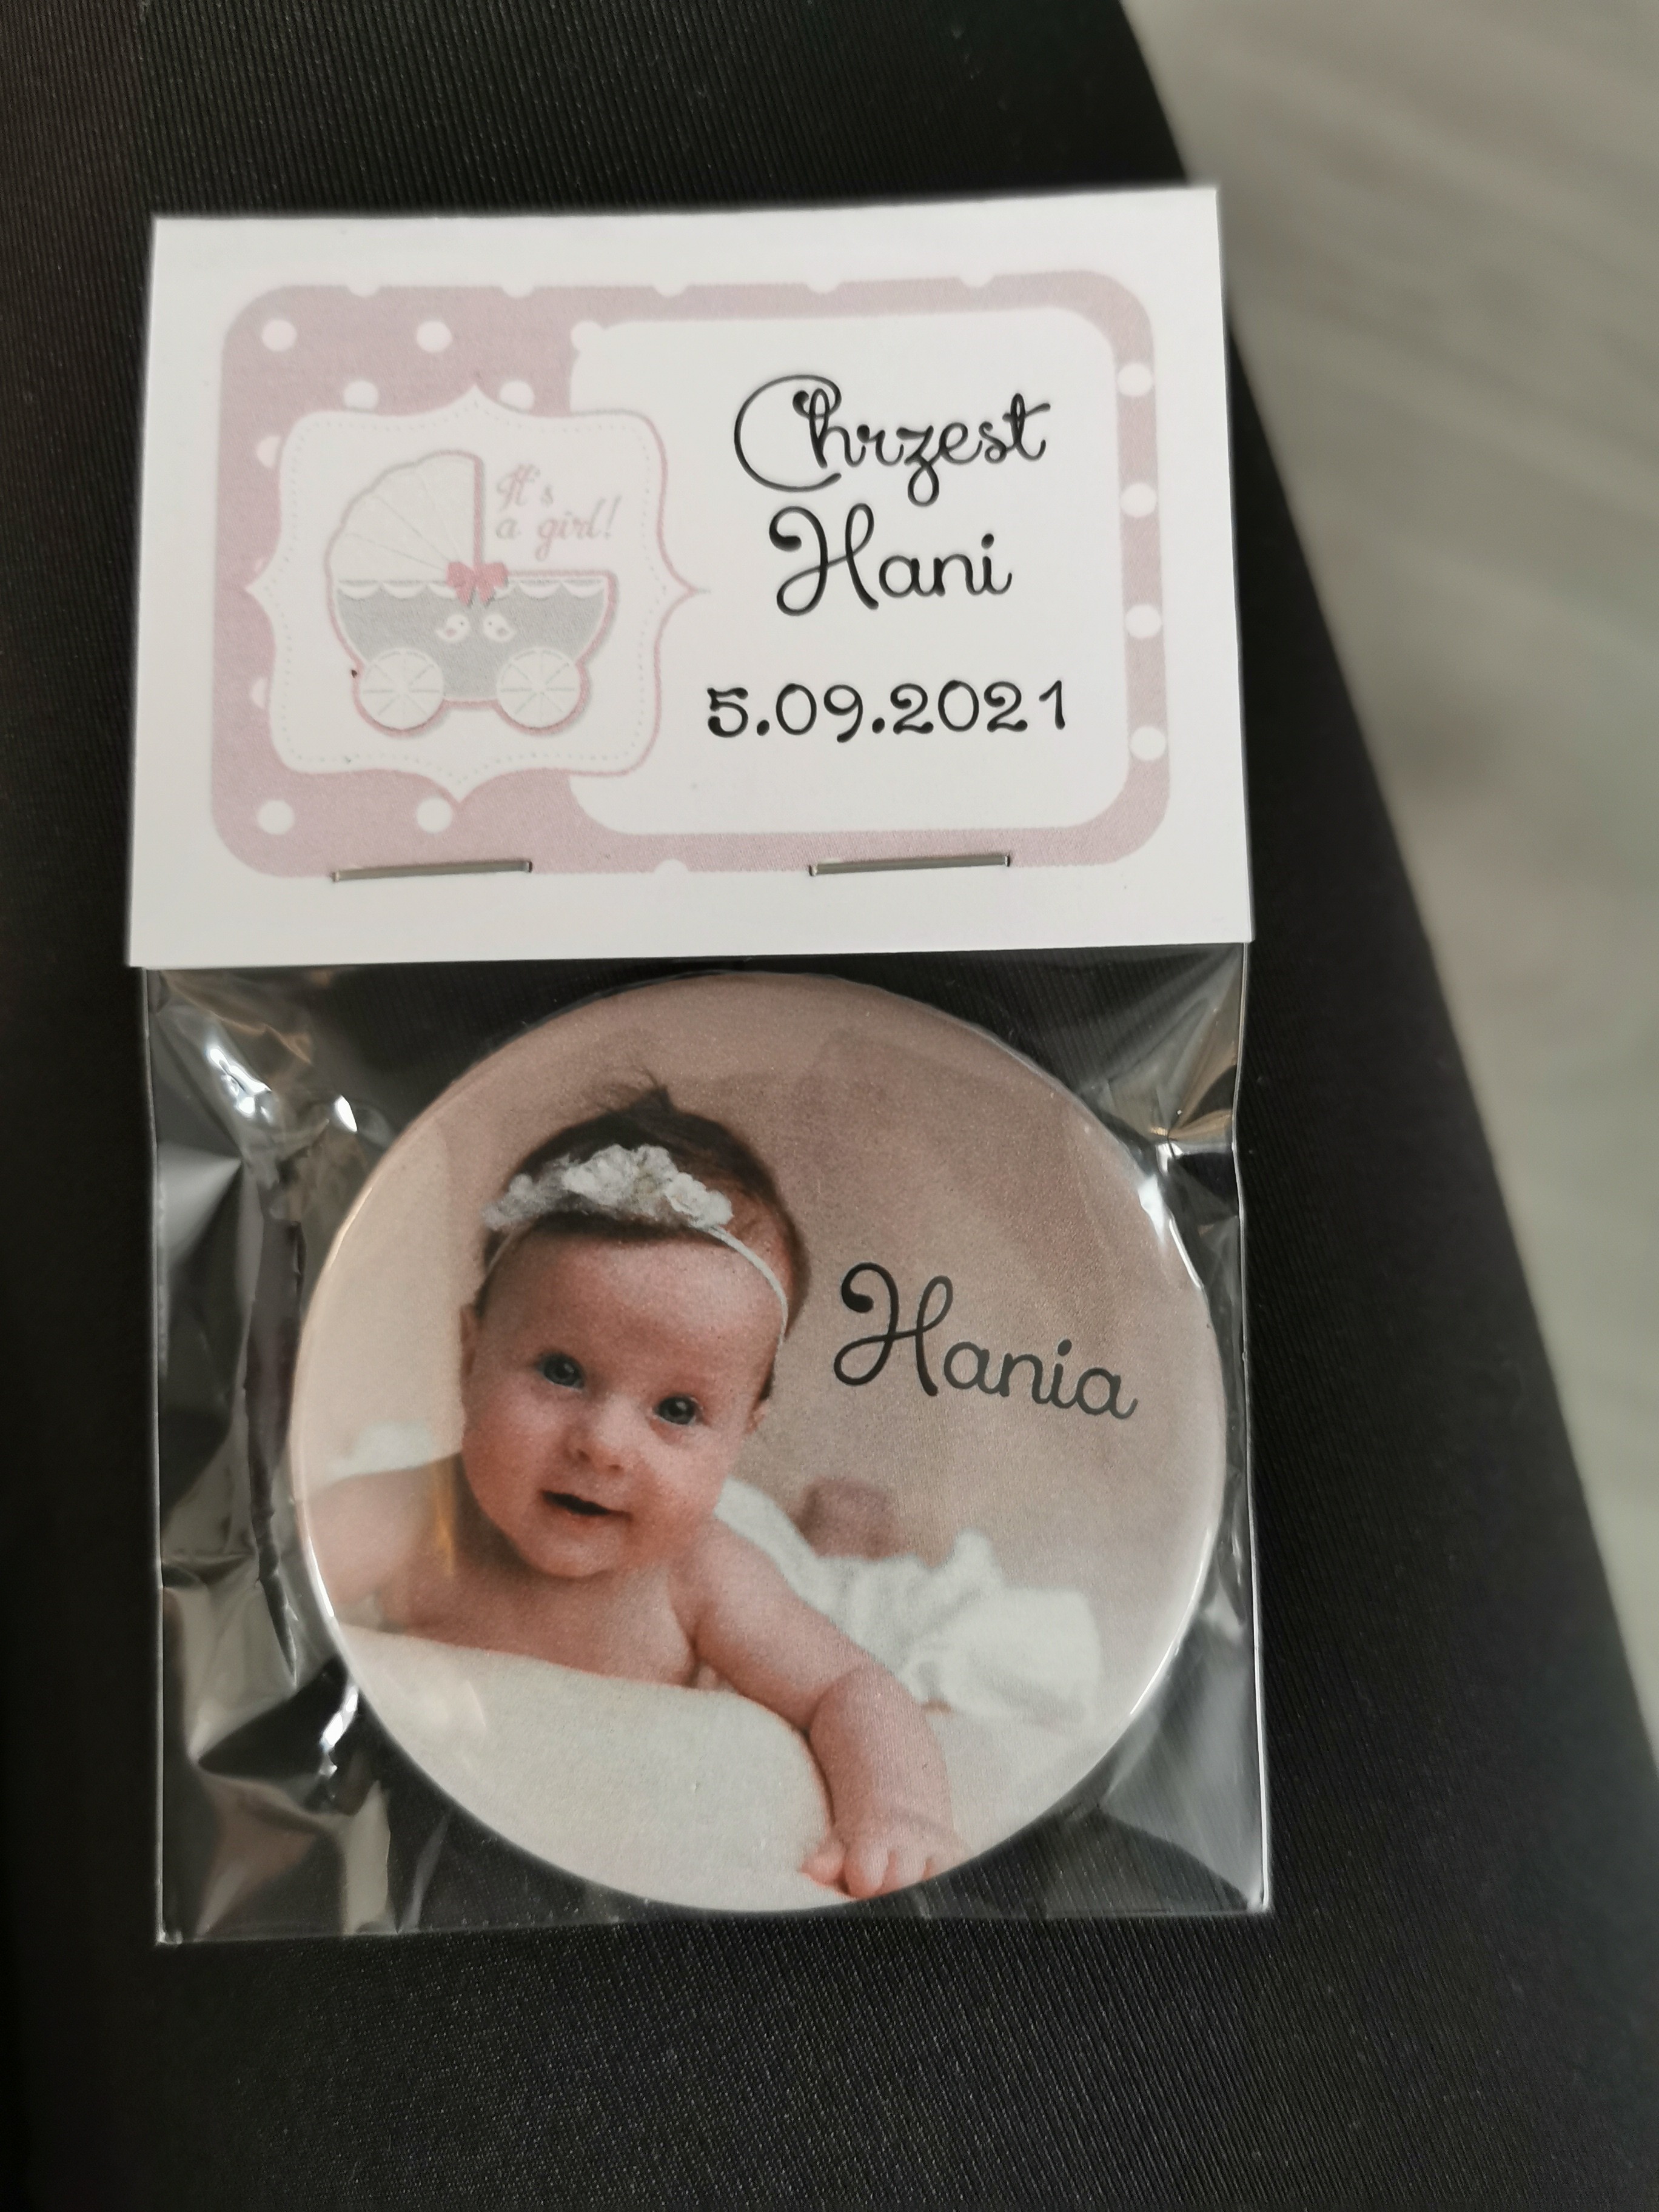 It's
a girl!
Chrzest
Hani
5.09.2021
Hania